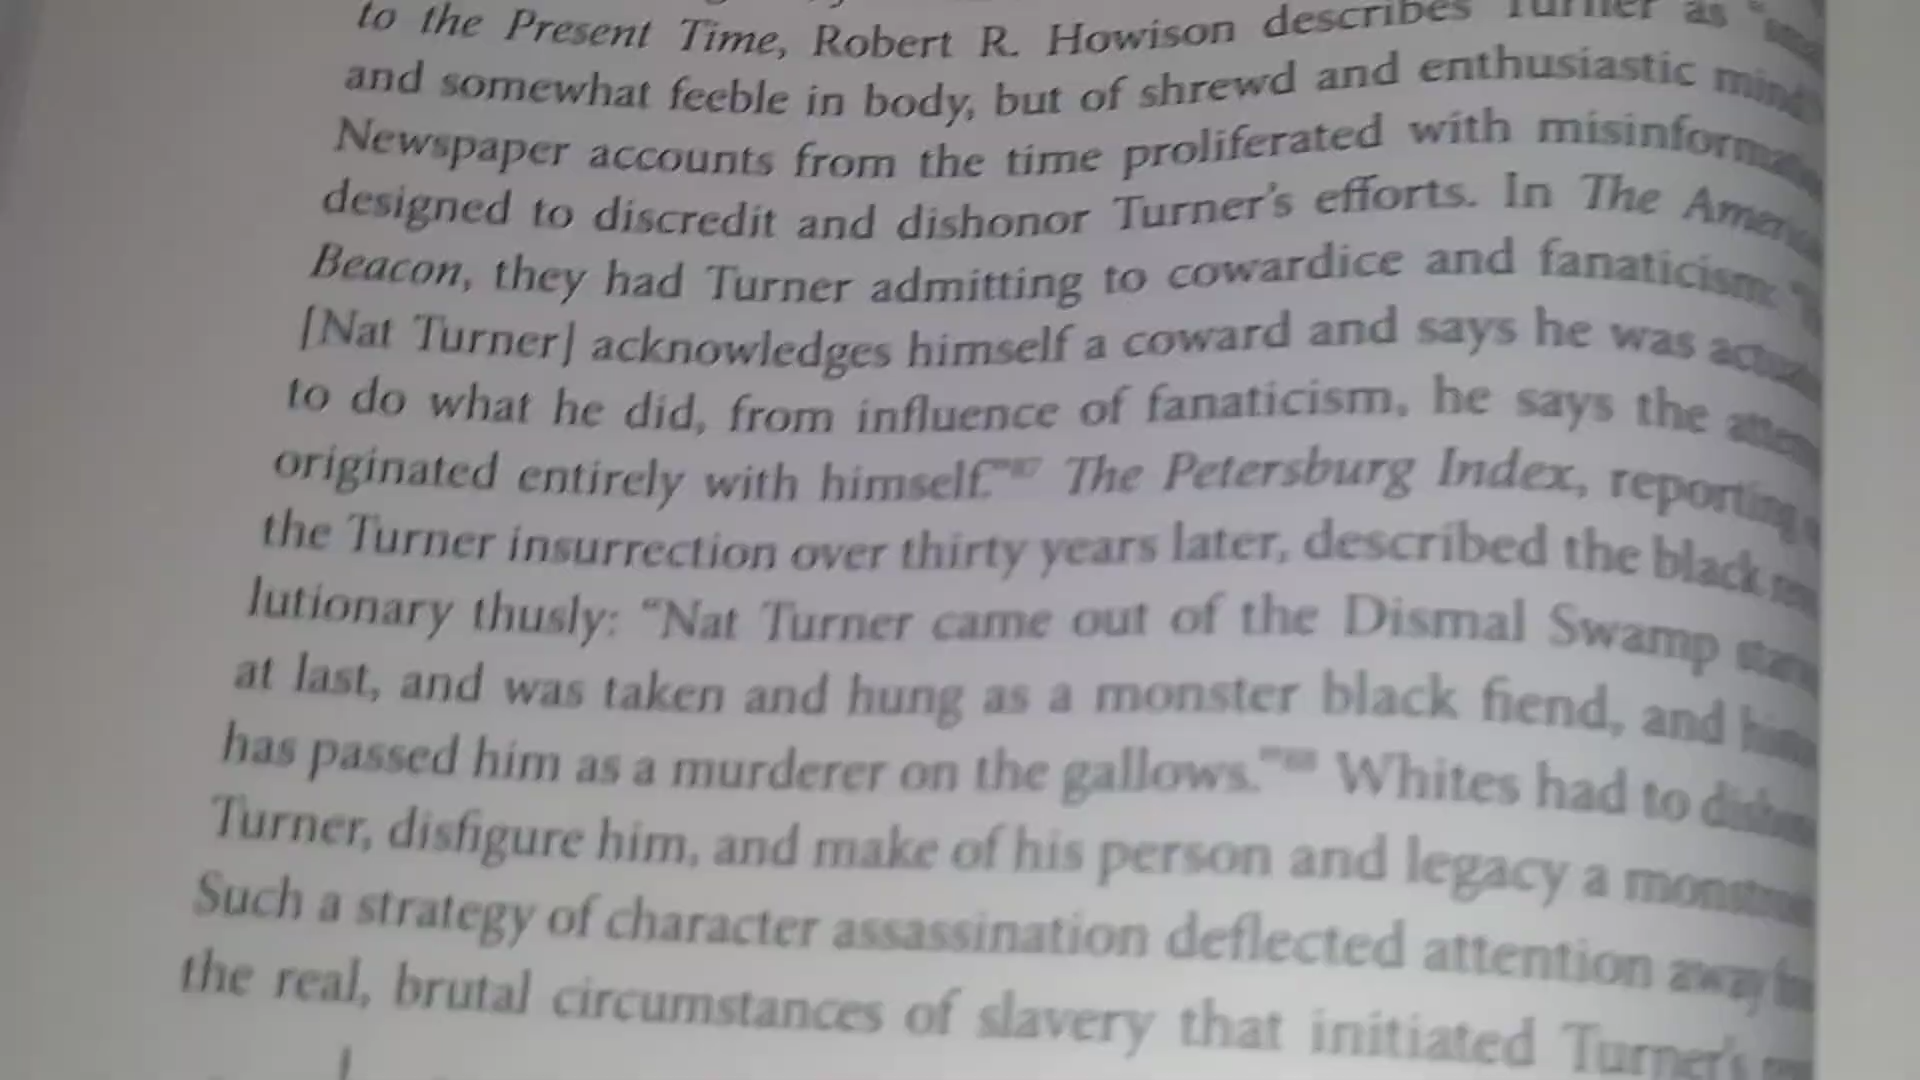 to the Present Time, Robert R. Howison describes Turner as
and somewhat feeble in body, but of shrewd and enthusiastic mind
Newspaper accounts from the time proliferated with
designed to discredit and dishonor Turner's efforts. In The
Beacon, they had Turner admitting to cowardice and fanaticism:
[Nat Turner] acknowledges himself a coward and says he was
to do what he did, from influence of fanaticism, he says the
originated entirely with himself."
The Petersburg Index, reporting
the Turner insurrection over thirty years later, described the black
lutionary thusly: "Nat Turner came out of the Dismal Swamp
at last, and was taken and hung as a monster black fiend, and
has passed him as a murderer on the gallows." Whites had to
Turner, disfigure him, and make of his person and legacy a
Such a strategy of character assassination deflected attention away
the real, brutal circumstances of slavery that initiated Turner's